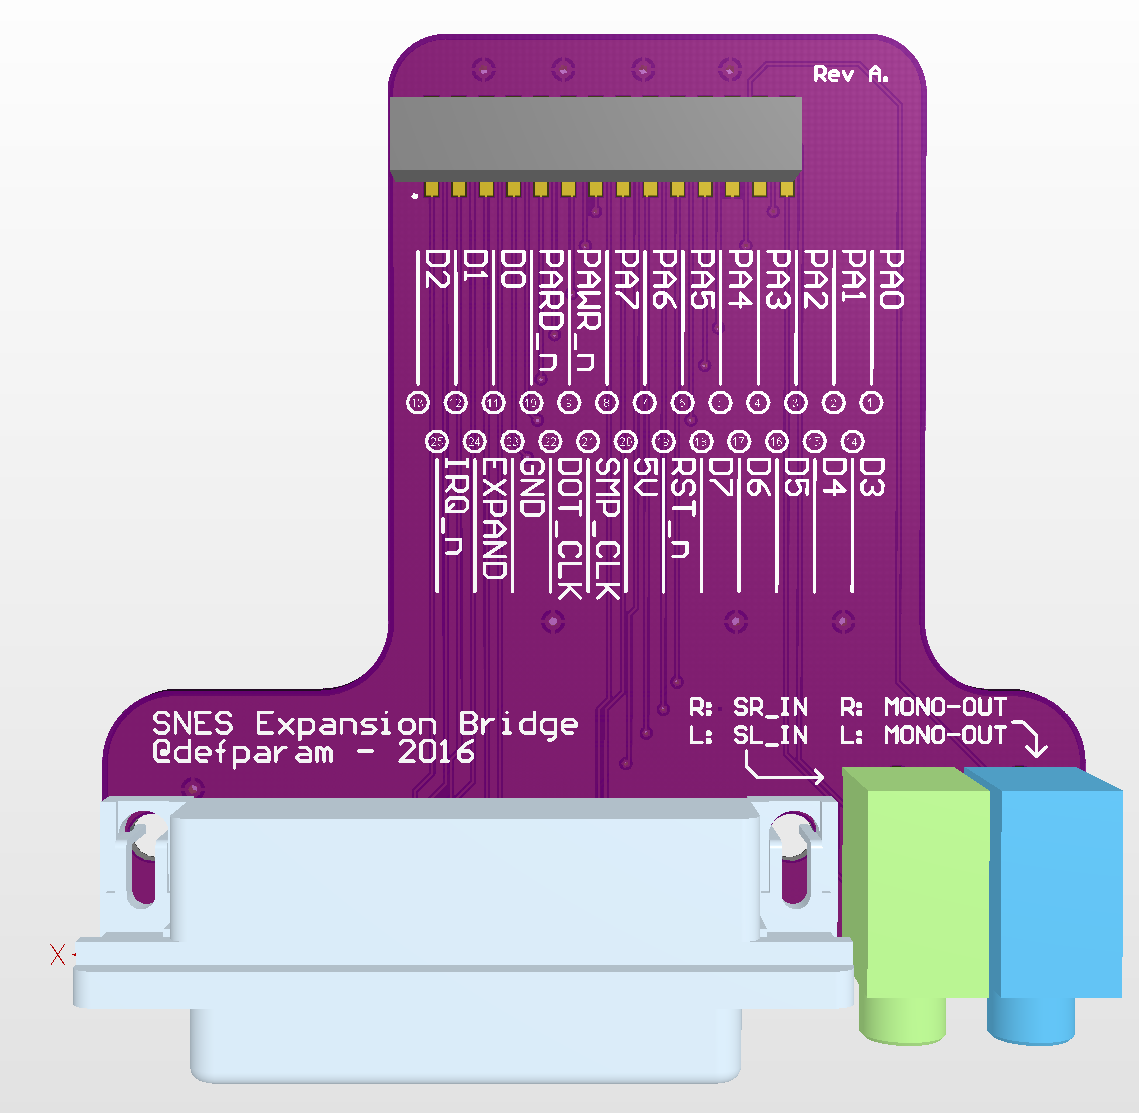 Rev A.
D2 D1 D0 PARD_n PAWR_n PA7 PA6 PA5 PA4 PA3 PA2 PA1 PA0
13 12 11 10 9 8 7 6 5 4 3 2 1
25 24 23 22 21 20 19 18 17 16 15 14
IRQ_n EXPAND GND DOT_CLK SMP_CLK 5V RST_n D7 D6 D5 D4 D3
R: SR_IN R: MONO-OUT
L: SL_IN L: MONO-OUT
SNES Expansion Bridge
@defparam - 2016
X